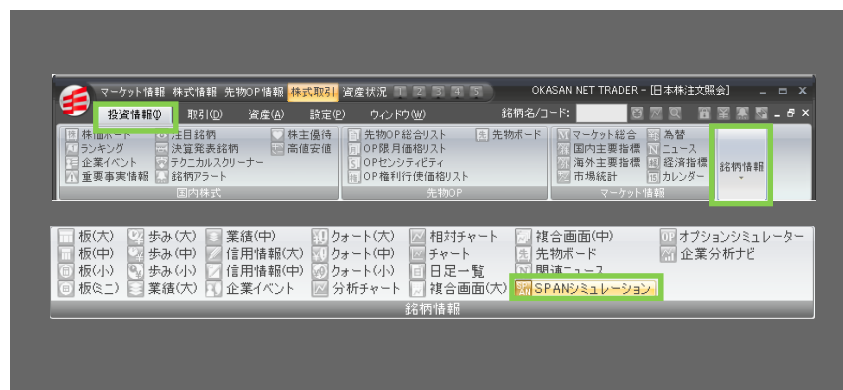 マーケット情報 株式情報 先物OP情報 株式取引 資産状況 1 2 3 4 5 OKASAN NET TRADER - [日本株注文照会]
投資情報(I) 取引(O) 資産(A) 設定(P) ウィンドウ(W) 銘柄名/コード:
株価ボード 注目銘柄 株主優待 先物OP総合リスト 先物ボード マーケット総合 為替
ランキング 決算発表銘柄 高値安値 OP限月価格リスト 国内主要指標 ニュース
企業イベント テクニカルスクリーナー OPセンシティビティ 海外主要指標 経済指標 銘柄情報
重要事実情報 銘柄アラート OP権利行使価格リスト 市場統計 カレンダー
国内株式 先物OP マーケット情報
板(大) 歩み(大) 業績(中) クォート(大) 相対チャート 複合画面(中) オプションシミュレーター
板(中) 歩み(中) 信用情報(大) クォート(中) チャート 先物ボード 企業分析ナビ
板(小) 歩み(小) 信用情報(中) クォート(小) 日足一覧 関連ニュース
板(ミニ) 業績(大) 企業イベント 分析チャート 複合画面(大) SPANシミュレーション
銘柄情報